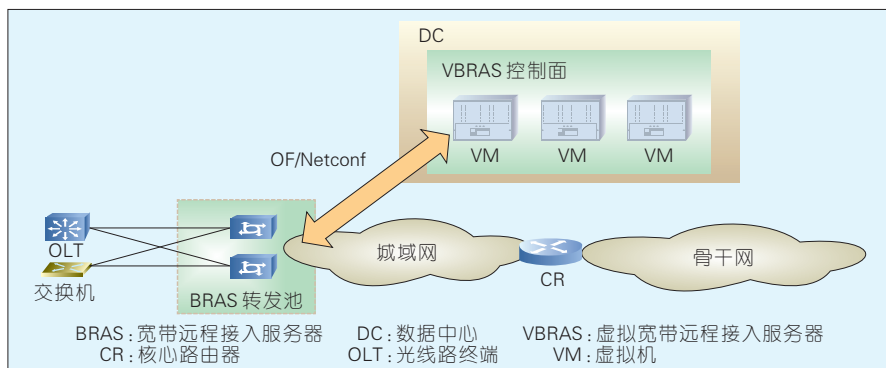 DC
VBRAS 控制面
VM VM VM
OF/Netconf
OLT
交换机
BRAS 转发池
城域网
CR
骨干网
BRAS：宽带远程接入服务器 DC：数据中心 VBRAS：虚拟宽带远程接入服务器
CR：核心路由器 OLT：光线路终端 VM：虚拟机